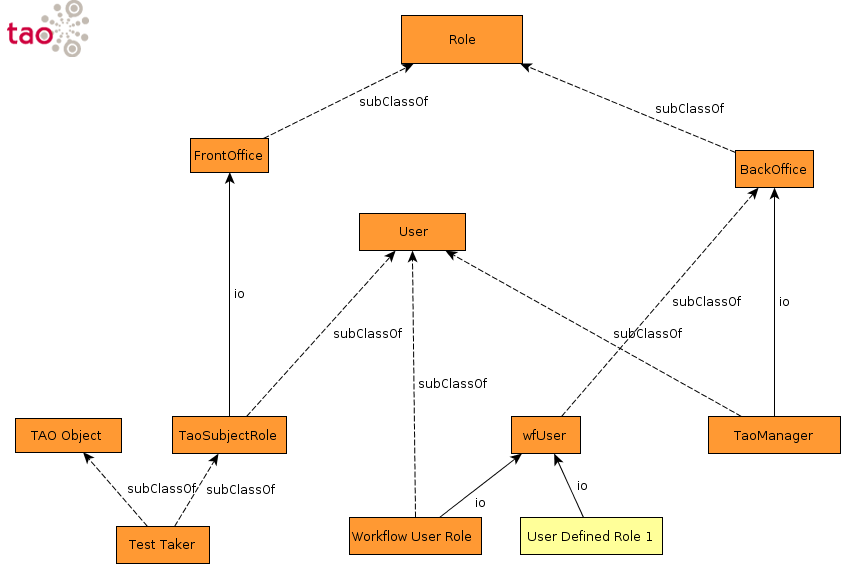 tao
Role
subClassOf
subClassOf
FrontOffice
BackOffice
User
io
subClassOf
io
subClassOf
subClassOf
subClassOf
TAO Object
TaoSubjectRole
wfUser
TaoManager
subClassOf
subClassOf
io
io
Test Taker
Workflow User Role
User Defined Role 1